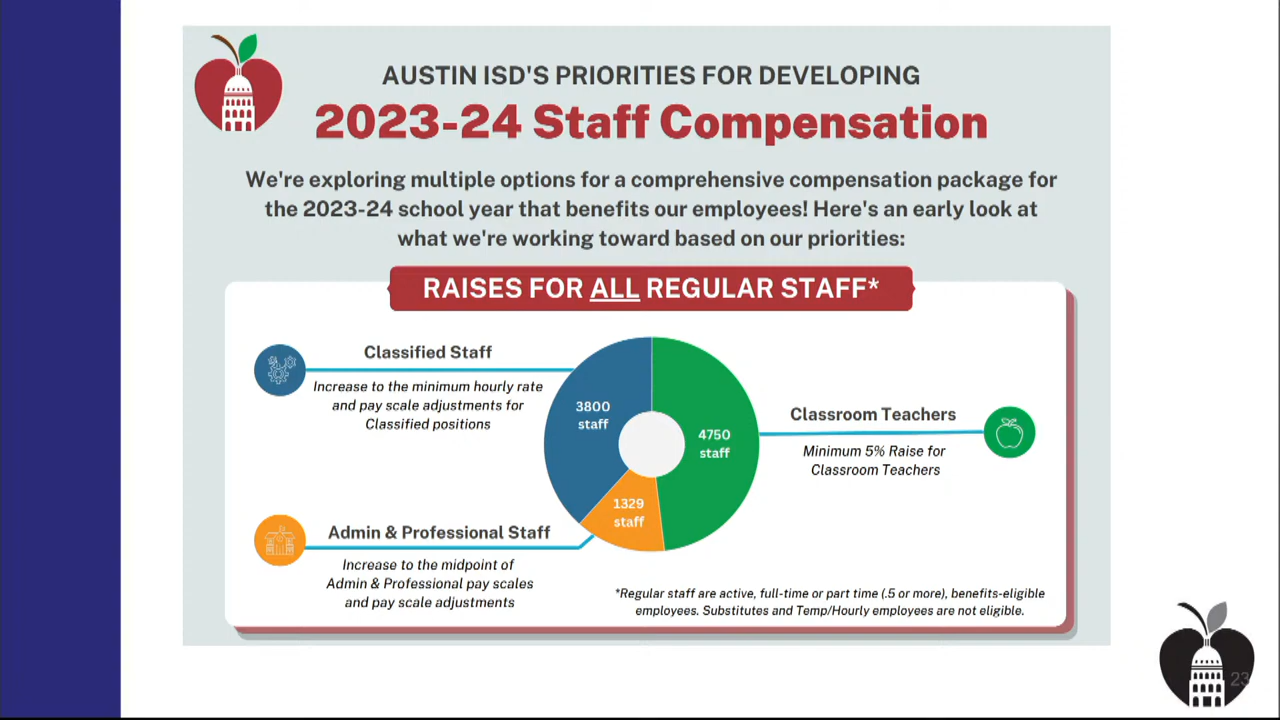 AUSTIN ISD'S PRIORITIES FOR DEVELOPING
2023-24 Staff Compensation
We're exploring multiple options for a comprehensive compensation package for
the 2023-24 school year that benefits our employees! Here's an early look at
what we're working toward based on our priorities:
RAISES FOR ALL REGULAR STAFF*
Classified Staff
Increase to the minimum hourly rate
and pay scale adjustments for
Classified positions
3800
staff
4750
staff
1329
staff
Classroom Teachers
Minimum 5% Raise for
Classroom Teachers
Admin & Professional Staff
Increase to the midpoint of
Admin & Professional pay scales
and pay scale adjustments
*Regular staff are active, full-time or part time (.5 or more), benefits-eligible
employees. Substitutes and Temp/Hourly employees are not eligible.
23